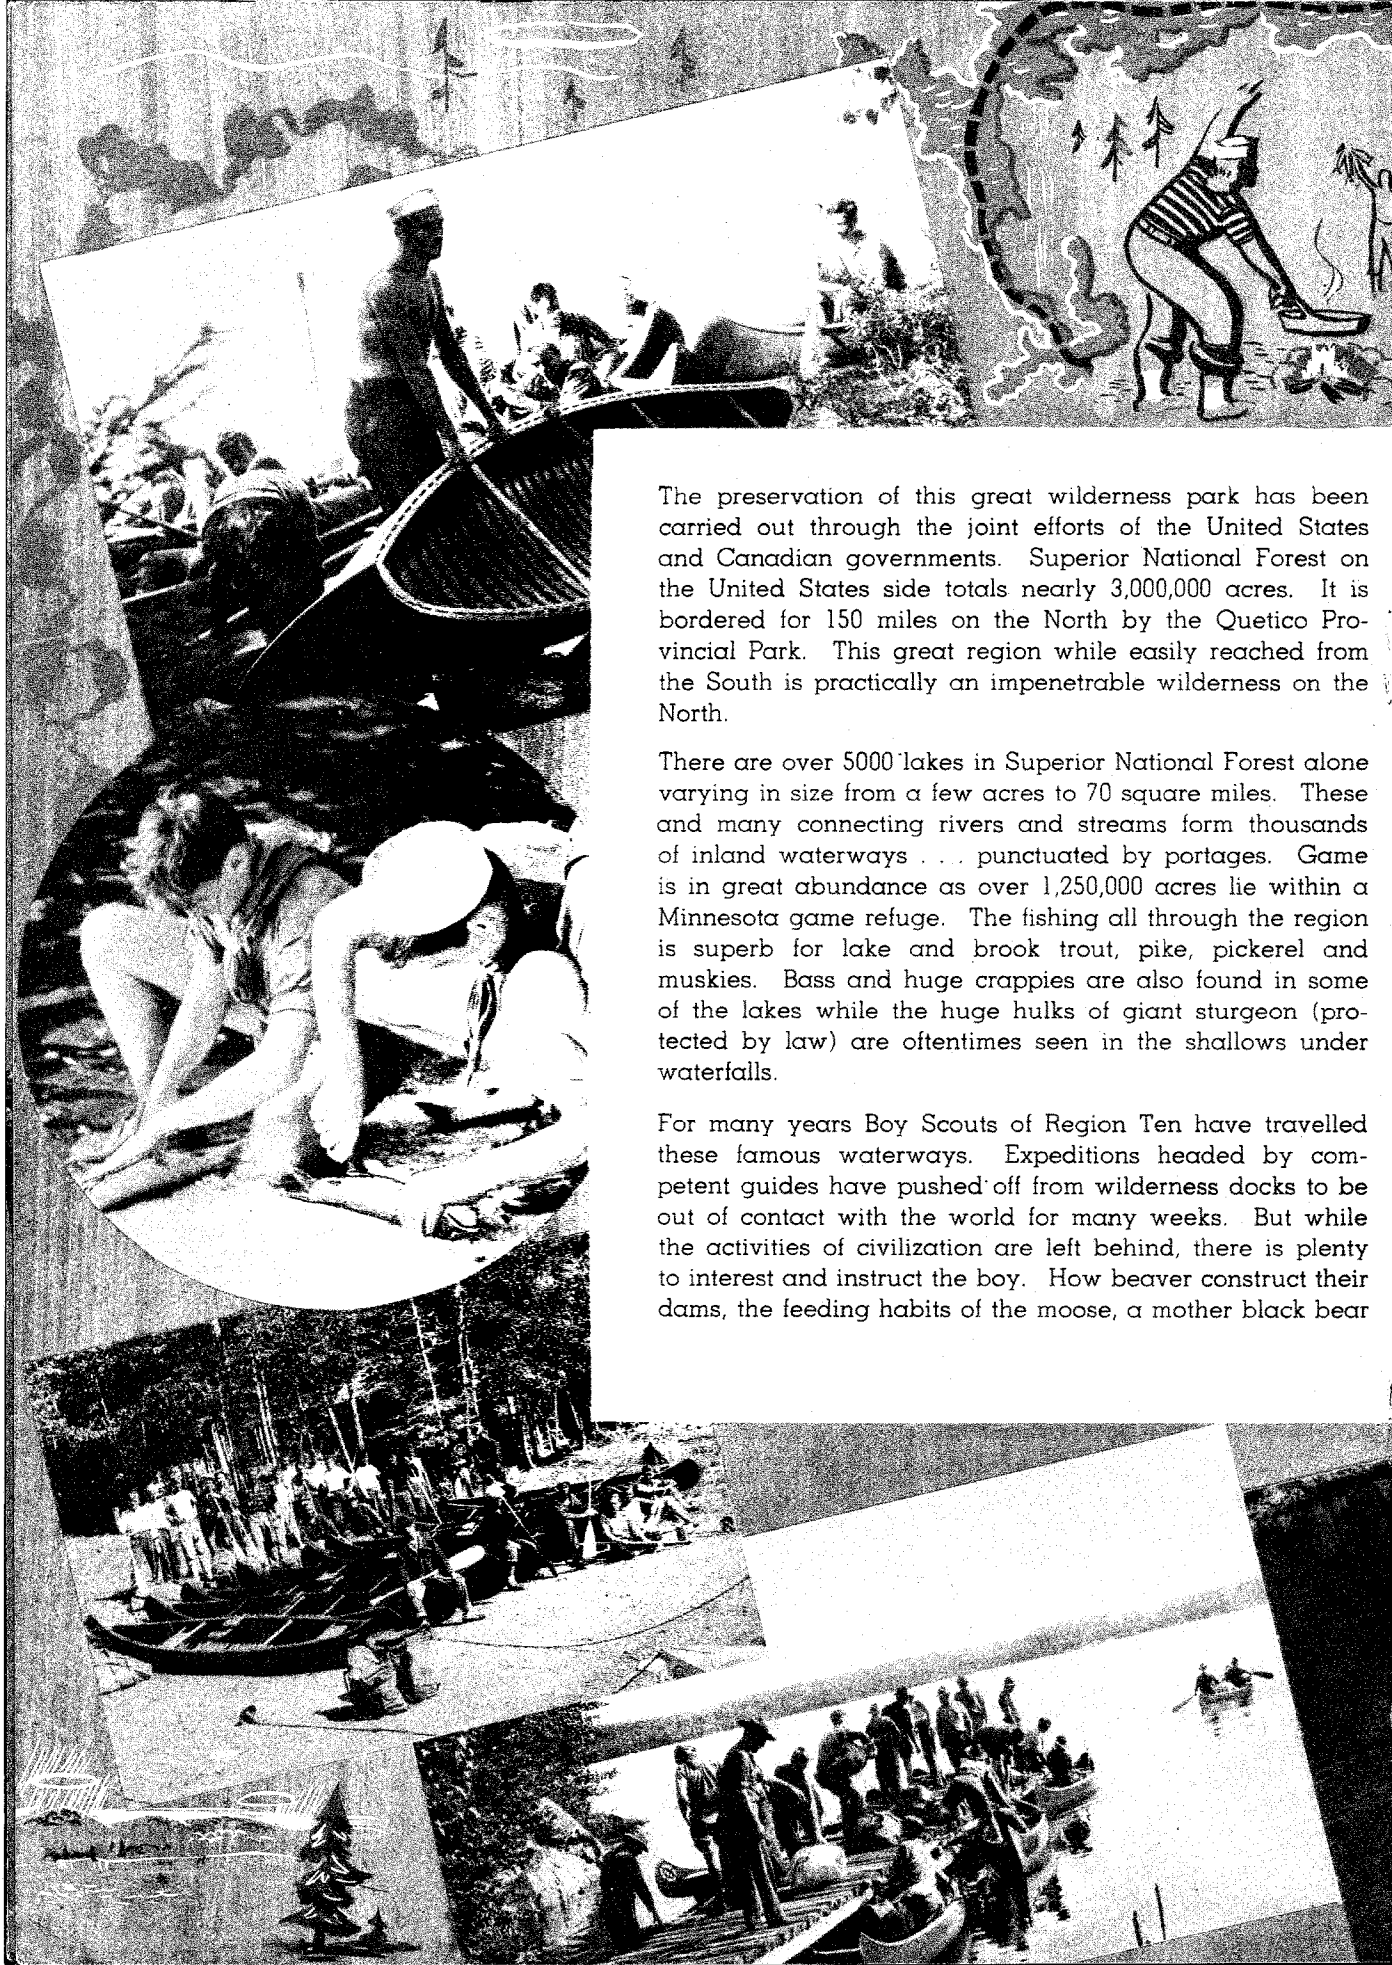 The preservation of this great wilderness park has been
carried out through the joint efforts of the United States
and Canadian governments. Superior National Forest on
the United States side totals nearly 3,000,000 acres. It is
bordered for 150 miles on the North by the Quetico Pro-
vincial Park. This great region while easily reached from
the South is practically an impenetrable wilderness on the
North.
There are over 5000 lakes in Superior National Forest alone
varying in size from a few acres to 70 square miles. These
and many connecting rivers and streams form thousands
of inland waterways . . . punctuated by portages. Game
is in great abundance as over 1,250,000 acres lie within a
Minnesota game refuge. The fishing all through the region
is superb for lake and brook trout, pike, pickerel and
muskies. Bass and huge crappies are also found in some
of the lakes while the huge hulks of giant sturgeon (pro-
tected by law) are oftentimes seen in the shallows under
waterfalls.
For many years Boy Scouts of Region Ten have travelled
these famous waterways. Expeditions headed by com-
petent guides have pushed off from wilderness docks to be
out of contact with the world for many weeks. But while
the activities of civilization are left behind, there is plenty
to interest and instruct the boy. How beaver construct their
dams, the feeding habits of the moose, a mother black bear